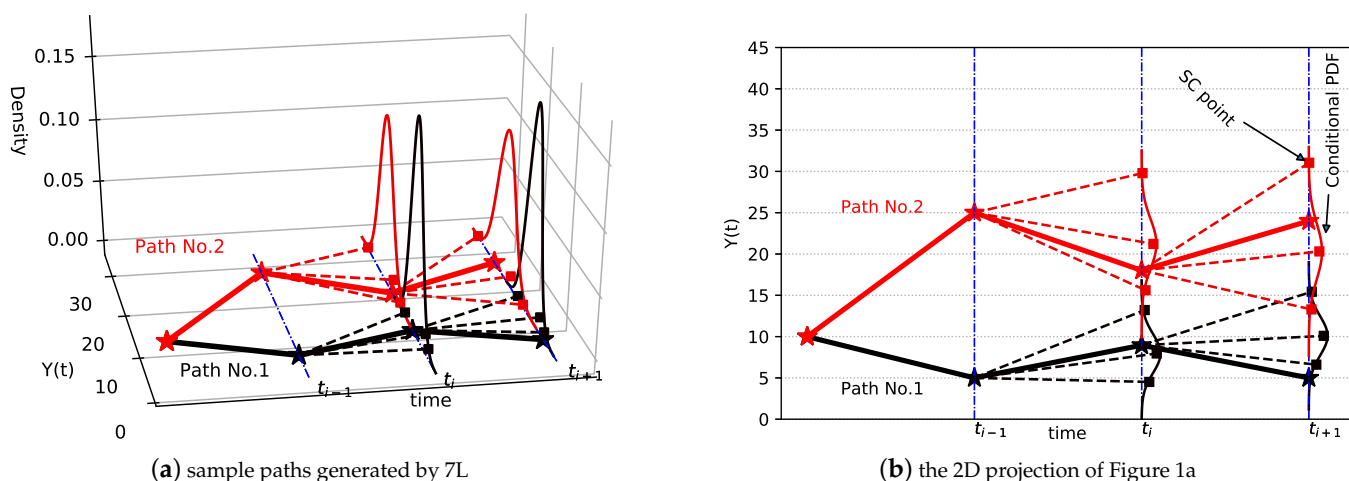 0.15
0.10
0.05
0.00
Density
Path No.2
Path No.1
30
20
10
0
Y(t)
t_{i−1}
t_i
t_{i+1}
time
(a) sample paths generated by 7L
45
40
35
30
25
20
15
10
5
0
Y(t)
SC point
Conditional PDF
Path No.2
Path No.1
t_{i−1}
time
t_i
t_{i+1}
(b) the 2D projection of Figure 1a